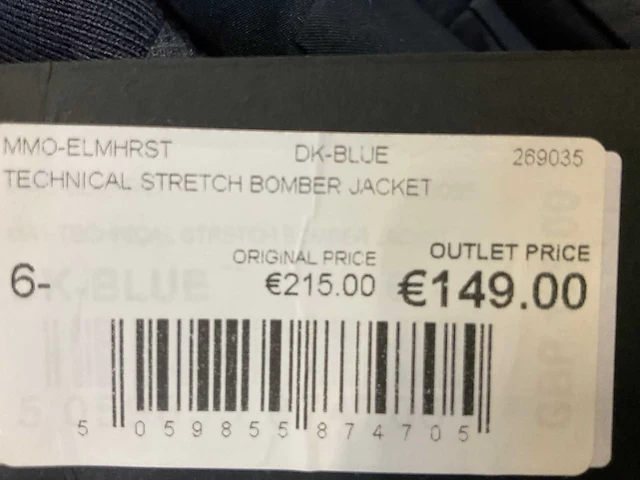 MMO-ELMHRST DK-BLUE 269035
TECHNICAL STRETCH BOMBER JACKET
ORIGINAL PRICE OUTLET PRICE
6- €215.00 €149.00
5 059855 874705